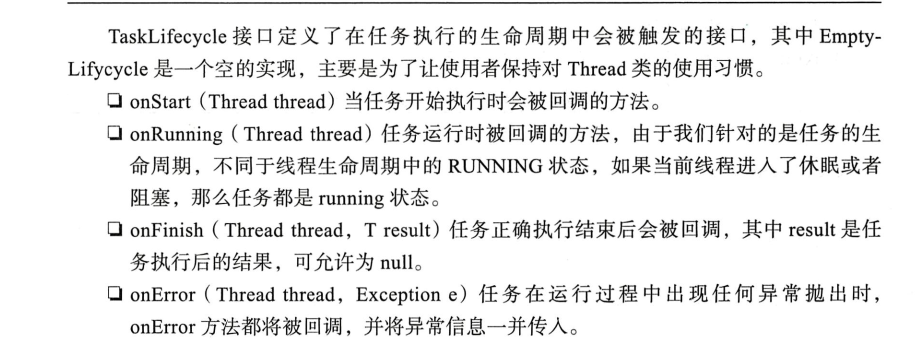 TaskLifecycle 接口定义了在任务执行的生命周期中会被触发的接口，其中 Empty-
Lifycycle 是一个空的实现，主要是为了让使用者保持对 Thread 类的使用习惯。
❏ onStart（Thread thread）当任务开始执行时会被回调的方法。
❏ onRunning（Thread thread）任务运行时被回调的方法，由于我们针对的是任务的生
命周期，不同于线程生命周期中的 RUNNING 状态，如果当前线程进入了休眠或者
阻塞，那么任务都是 running 状态。
❏ onFinish（Thread thread，T result）任务正确执行结束后会被回调，其中 result 是任
务执行后的结果，可允许为 null。
❏ onError（Thread thread，Exception e）任务在运行过程中出现任何异常抛出时，
onError 方法都将被回调，并将异常信息一并传入。